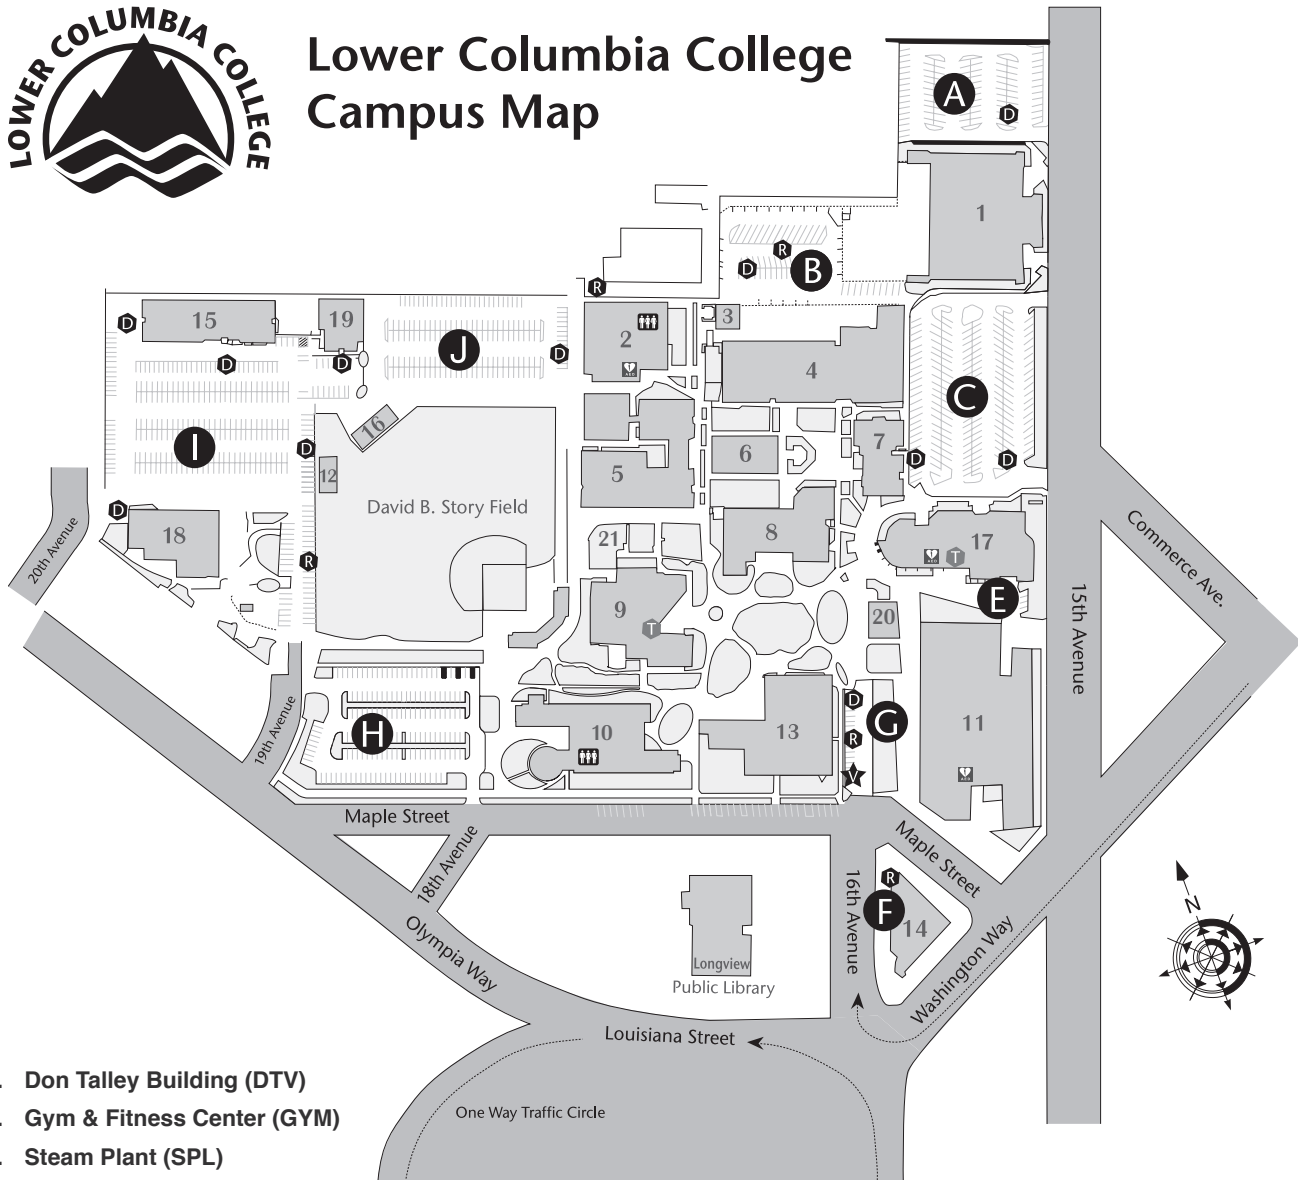 LOWER COLUMBIA COLLEGE
Lower Columbia College
Campus Map
A
D
1
R
D
B
R
D
15
19
2
AED
3
4
D
D
J
D
C
16
I
D
12
5
6
7
D
D
David B. Story Field
D
18
R
21
8
17
AED
T
E
20th Avenue
Commerce Ave.
15th Avenue
9
T
20
19th Avenue
H
10
13
D
G
R
V
11
AED
Maple Street
18th Avenue
Maple Street
16th Avenue
R
F
14
N
Olympia Way
Longview
Public Library
Washington Way
Louisiana Street
One Way Traffic Circle
. Don Talley Building (DTV)
. Gym & Fitness Center (GYM)
. Steam Plant (SPL)